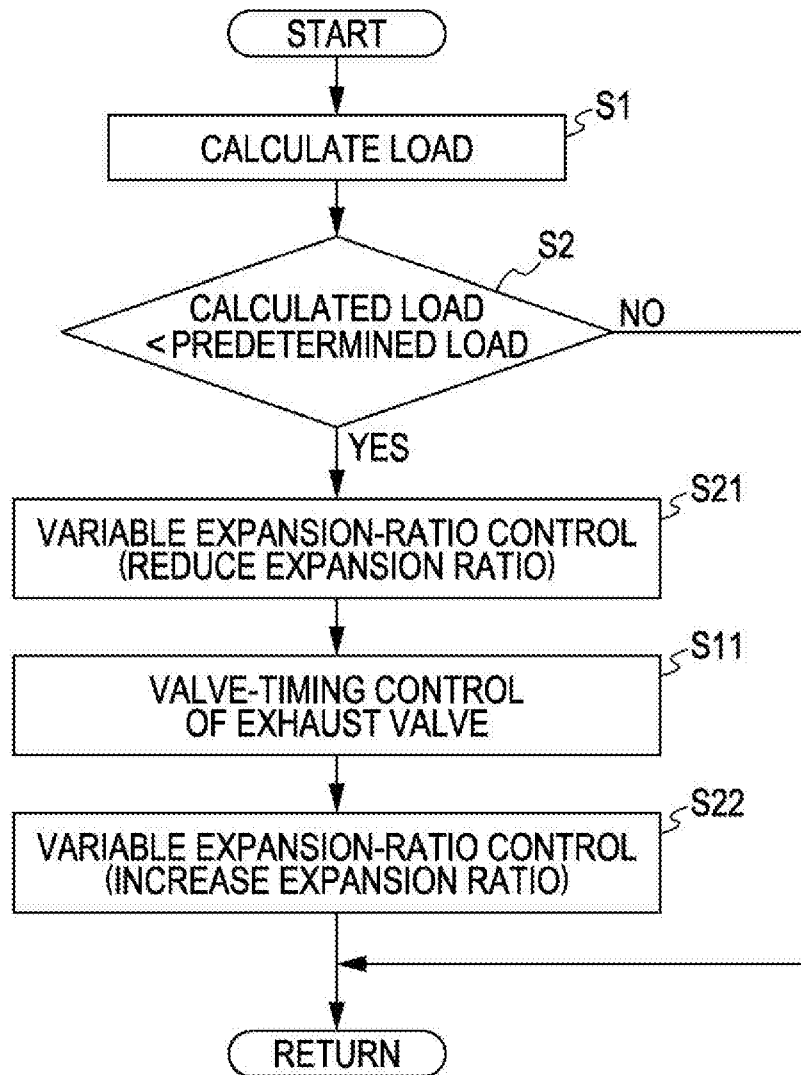 START
S1
CALCULATE LOAD
S2
CALCULATED LOAD
< PREDETERMINED LOAD
NO
YES
S21
VARIABLE EXPANSION-RATIO CONTROL
(REDUCE EXPANSION RATIO)
S11
VALVE-TIMING CONTROL
OF EXHAUST VALVE
S22
VARIABLE EXPANSION-RATIO CONTROL
(INCREASE EXPANSION RATIO)
RETURN